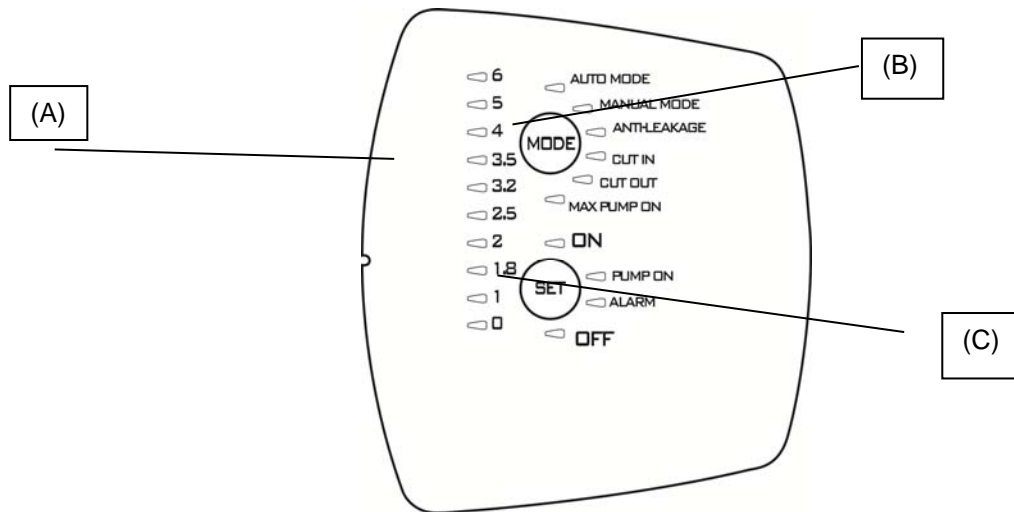 (A)
(B)
(C)
6
5
4
3.5
3.2
2.5
2
1.8
1
0
AUTO MODE
MANUAL MODE
ANTI-LEAKAGE
CUT IN
CUT OUT
MAX PUMP ON
MODE
ON
SET
PUMP ON
ALARM
OFF